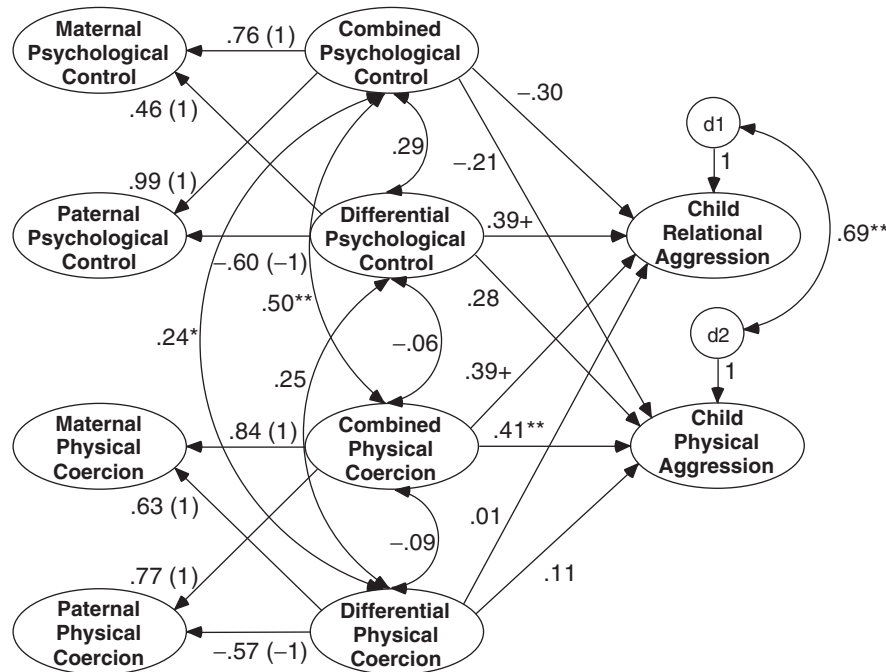 Maternal
Psychological
Control
.76 (1)
Combined
Psychological
Control
−.30
d1
.46 (1)
.29
−.21
1
.99 (1)
Paternal
Psychological
Control
Differential
Psychological
Control
.39+
Child
Relational
Aggression
.69**
−.60 (−1)
.50**
.28
d2
.24*
−.06
.25
.39+
1
Maternal
Physical
Coercion
.84 (1)
Combined
Physical
Coercion
.41**
Child
Physical
Aggression
.63 (1)
.01
−.09
.77 (1)
.11
Paternal
Physical
Coercion
−.57 (−1)
Differential
Physical
Coercion